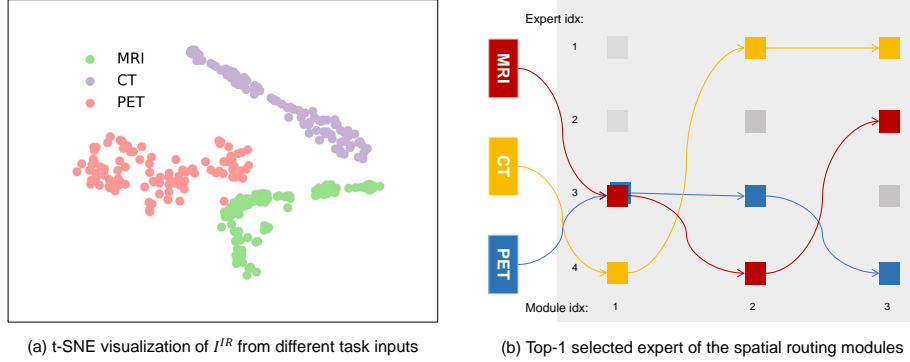 MRI
CT
PET
(a) t-SNE visualization of I^{IR} from different task inputs
Expert idx:
1
2
3
4
MRI
CT
PET
Module idx:
1
2
3
(b) Top-1 selected expert of the spatial routing modules